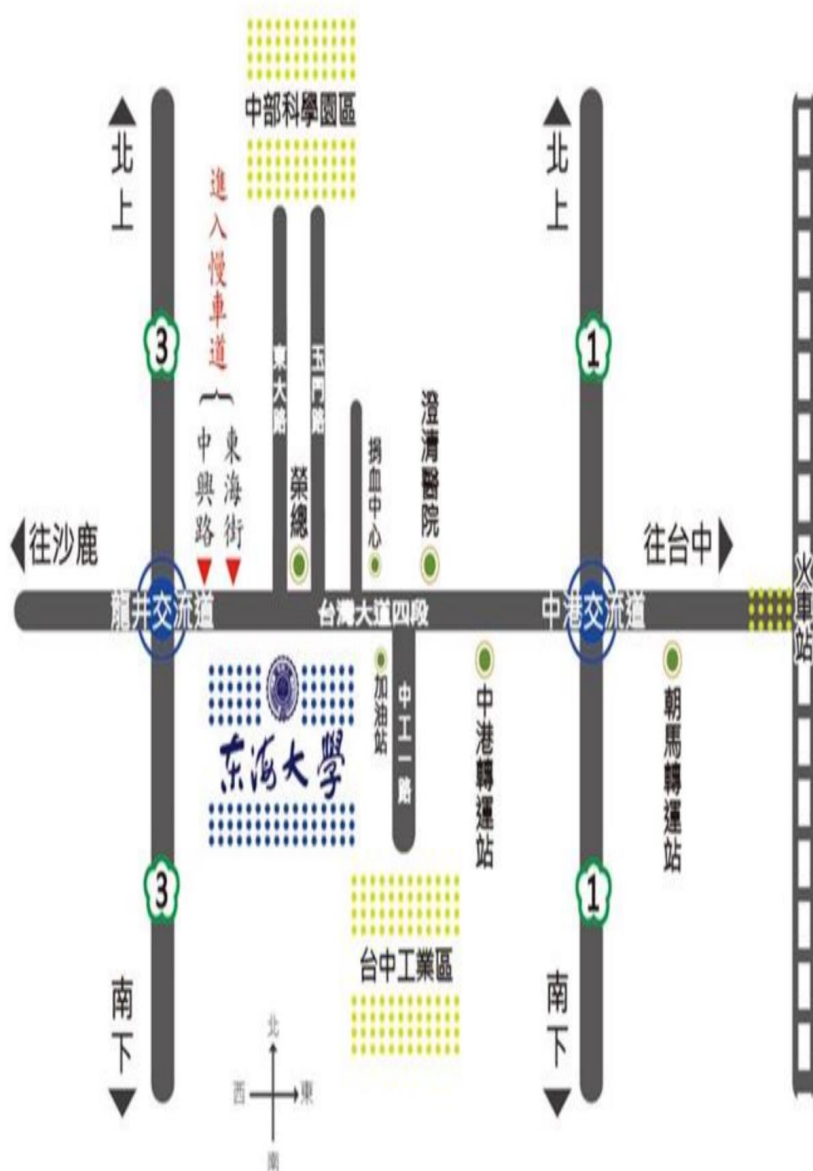 中部科學園區
北上
北上
進入慢車道
3
1
東大路
玉門路
中興路
東海街
榮總
捐血中心
澄清醫院
往沙鹿
往台中
龍井交流道
台灣大道四段
中港交流道
火車站
东海大學
加油站
中工一路
中港轉運站
朝馬轉運站
3
1
台中工業區
南下
南下
北
西
東
南